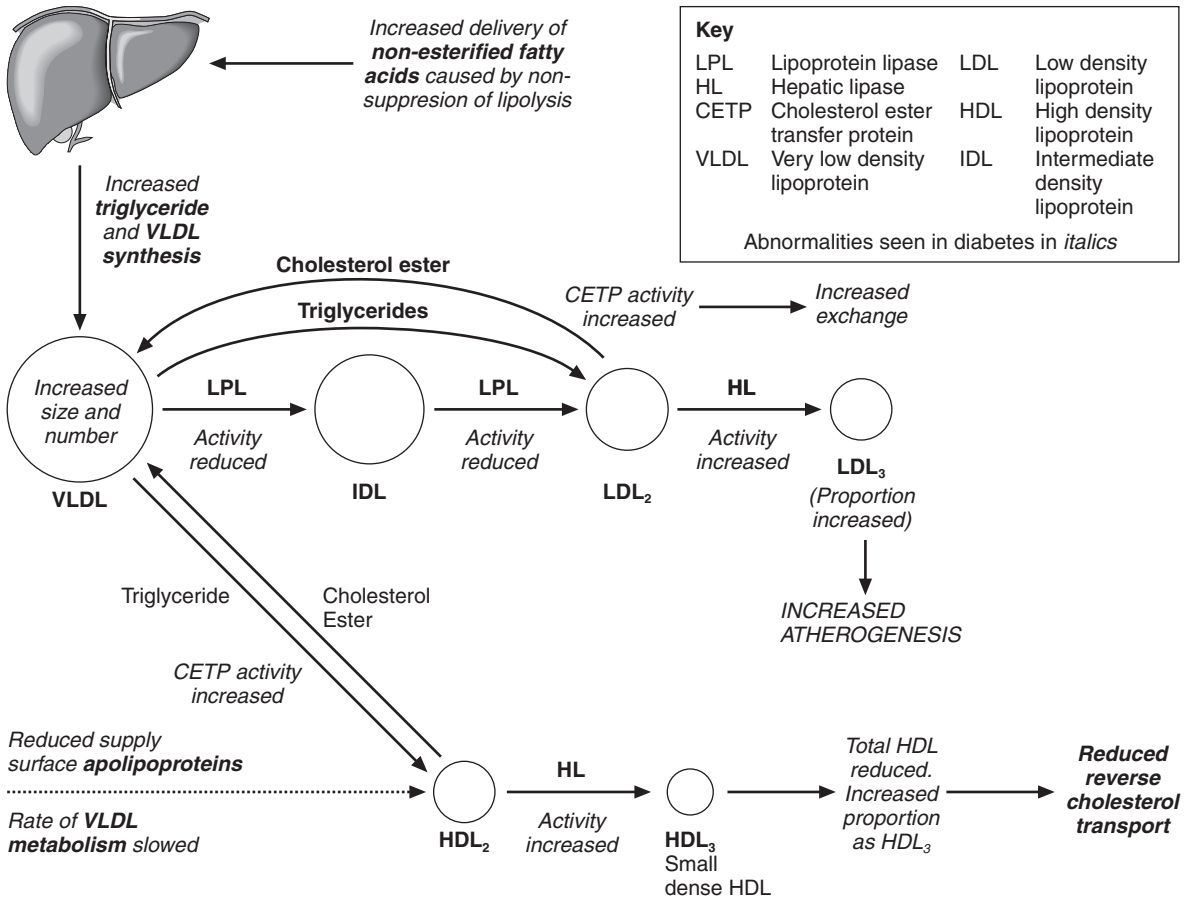 Increased delivery of
non-esterified fatty
acids caused by non-
suppresion of lipolysis
Key
LPL Lipoprotein lipase LDL Low density
lipoprotein
HL Hepatic lipase
CETP Cholesterol ester HDL High density
transfer protein lipoprotein
VLDL Very low density IDL Intermediate
lipoprotein density
lipoprotein
Abnormalities seen in diabetes in italics
Increased
triglyceride
and VLDL
synthesis
Cholesterol ester
Triglycerides
CETP activity
increased
Increased
exchange
Increased
size and
number
VLDL
LPL
Activity
reduced
IDL
LPL
Activity
reduced
LDL2
HL
Activity
increased
LDL3
(Proportion
increased)
INCREASED
ATHEROGENESIS
Triglyceride
Cholesterol
Ester
CETP activity
increased
Reduced supply
surface apolipoproteins
Rate of VLDL
metabolism slowed
HDL2
HL
Activity
increased
HDL3
Small
dense HDL
Total HDL
reduced.
Increased
proportion
as HDL3
Reduced
reverse
cholesterol
transport